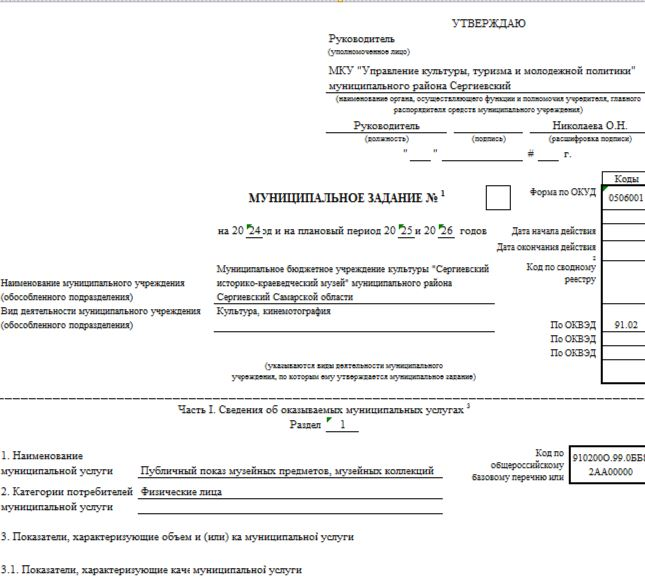 УТВЕРЖДАЮ
Руководитель
(уполномоченное лицо)
МКУ "Управление культуры, туризма и молодежной политики"
муниципального района Сергиевский
(наименование органа, осуществляющего функции и полномочия учредителя, главного
распорядителя средств муниципального учреждения)
Руководитель Николаева О.Н.
(должность) (подпись) (расшифровка подписи)
" " # г.
Коды
МУНИЦИПАЛЬНОЕ ЗАДАНИЕ № 1 Форма по ОКУД 0506001
на 20 24 эд и на плановый период 20 25 и 20 26 годов Дата начала действия
Дата окончания действия
2
Код по сводному
реестру
Наименование муниципального учреждения
(обособленного подразделения)
Муниципальное бюджетное учреждение культуры "Сергиевский
историко-краеведческий музей" муниципального района
Сергиевский Самарской области
Вид деятельности муниципального учреждения
(обособленного подразделения)
Культура, кинемотография
По ОКВЭД 91.02
По ОКВЭД
По ОКВЭД
(указываются виды деятельности муниципального
учреждения, по которым ему утверждается муниципальное задание)
Часть I. Сведения об оказываемых муниципальных услугах 3
Раздел 1
1. Наименование
муниципальной услуги Публичный показ музейных предметов, музейных коллекций
Код по
общероссийскому
базовому перечню или
910200О.99.0ББ8
2АА00000
2. Категории потребителей Физические лица
муниципальной услуги
3. Показатели, характеризующие объем и (или) ка муниципальної услуги
3.1. Показатели, характеризующие каче муниципальної услуги